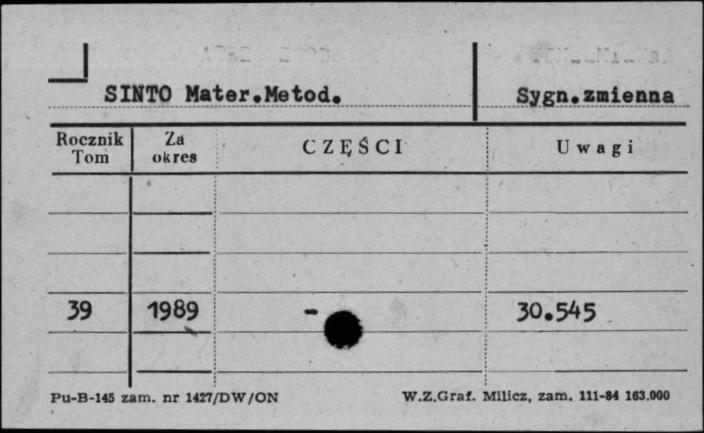 SINTO Mater.Metod.
Sygn.zmienna
Rocznik Tom
Za okres
CZĘŚCI
Uwagi
39 1989 - 30.545
Pu-B-145 zam. nr 1427/DW/ON
W.Z.Graf. Milicz, zam. 111-84 163.000